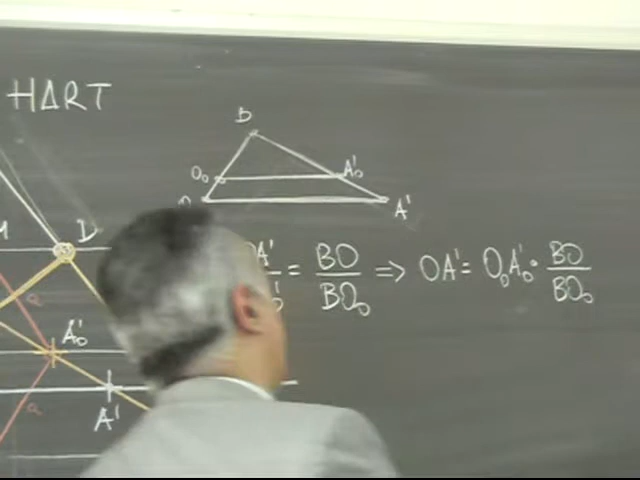 HART
B
O₀ A'₀
A'
D
A' = BO/BO₀ => OA' = O₀A'₀ · BO/BO₀
a
A'₀
a
A'